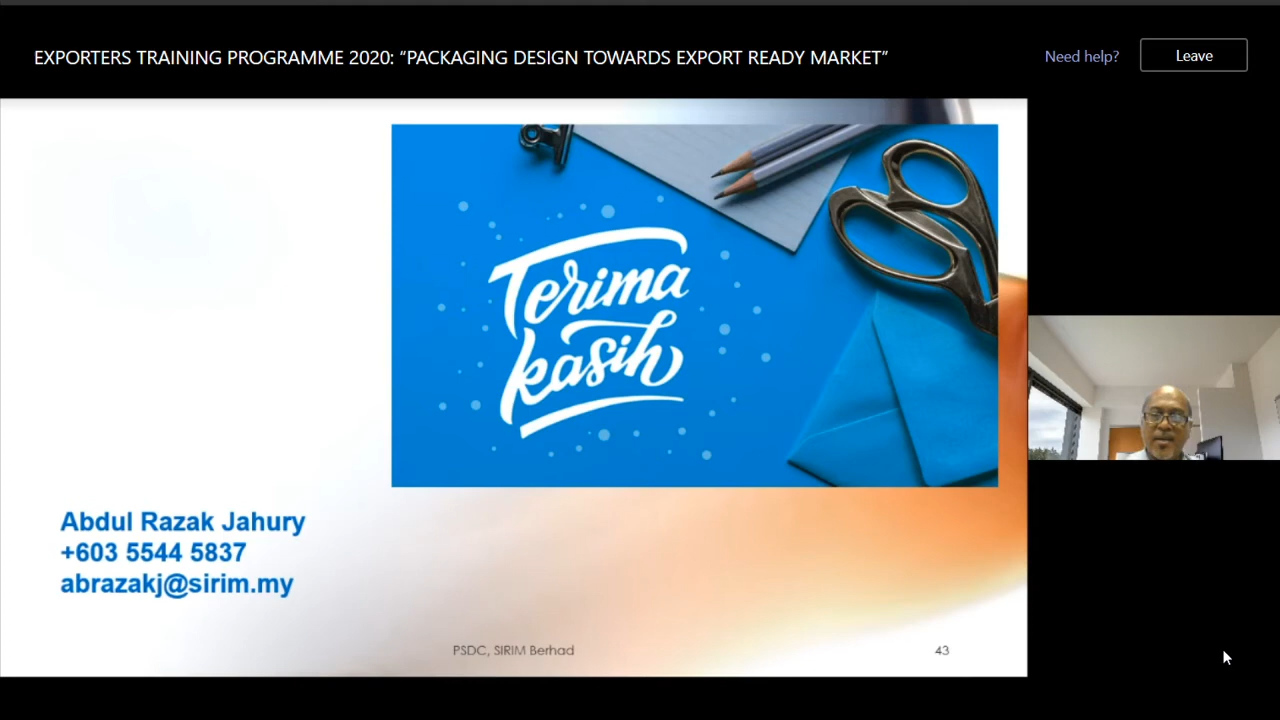 EXPORTERS TRAINING PROGRAMME 2020: “PACKAGING DESIGN TOWARDS EXPORT READY MARKET”
Need help?
Leave
Terima
kasih
Abdul Razak Jahury
+603 5544 5837
abrazakj@sirim.my
PSDC, SIRIM Berhad
43